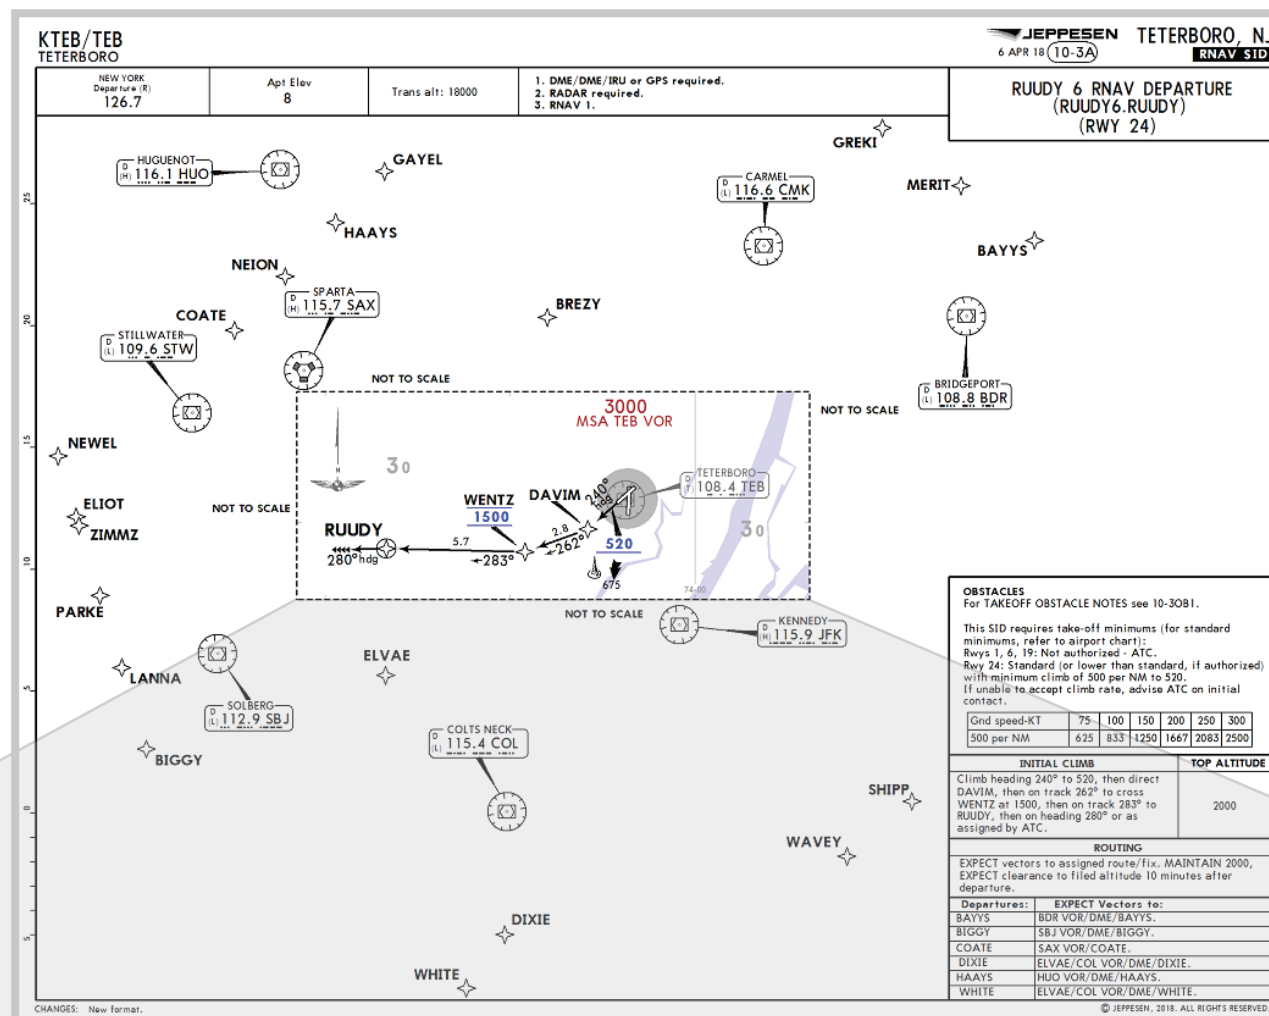 KTEB/TEB
TETERBORO
JEPPESEN
6 APR 18
10-3A
TETERBORO, NJ
RNAV SID
NEW YORK
Departure (R)
126.7
Apt Elev
8
Trans alt: 18000
1. DME/DME/IRU or GPS required.
2. RADAR required.
3. RNAV 1.
RUUDY 6 RNAV DEPARTURE
(RUUDY6.RUUDY)
(RWY 24)
GREKI
HUGUENOT
D
(H) 116.1 HUO
GAYEL
CARMEL
D
(L) 116.6 CMK
MERIT
25
HAAYS
BAYYS
NEION
SPARTA
D
(H) 115.7 SAX
BREZY
COATE
20
STILLWATER
D
(L) 109.6 STW
BRIDGEPORT
D
(L) 108.8 BDR
NOT TO SCALE
NOT TO SCALE
3000
MSA TEB VOR
NEWEL
15
30
TETERBORO
D
(T) 108.4 TEB
ELIOT
ZIMMZ
NOT TO SCALE
WENTZ
1500
DAVIM
240°
hdg
RUUDY
2.8
262°
520
30
5.7
283°
280° hdg
675
74-00
10
PARKE
NOT TO SCALE
KENNEDY
D
(H) 115.9 JFK
ELVAE
LANNA
5
SOLBERG
D
(L) 112.9 SBJ
BIGGY
COLTS NECK
D
(L) 115.4 COL
SHIPP
0
WAVEY
DIXIE
5
WHITE
OBSTACLES
For TAKEOFF OBSTACLE NOTES see 10-3OB1.
This SID requires take-off minimums (for standard
minimums, refer to airport chart):
Rwys 1, 6, 19: Not authorized - ATC.
Rwy 24: Standard (or lower than standard, if authorized)
with minimum climb of 500 per NM to 520.
If unable to accept climb rate, advise ATC on initial
contact.
Gnd speed-KT 75 100 150 200 250 300
500 per NM 625 833 1250 1667 2083 2500
INITIAL CLIMB
TOP ALTITUDE
Climb heading 240° to 520, then direct
DAVIM, then on track 262° to cross
WENTZ at 1500, then on track 283° to
RUUDY, then on heading 280° or as
assigned by ATC.
2000
ROUTING
EXPECT vectors to assigned route/fix. MAINTAIN 2000,
EXPECT clearance to filed altitude 10 minutes after
departure.
Departures: EXPECT Vectors to:
BAYYS BDR VOR/DME/BAYYS.
BIGGY SBJ VOR/DME/BIGGY.
COATE SAX VOR/COATE.
DIXIE ELVAE/COL VOR/DME/DIXIE.
HAAYS HUO VOR/DME/HAAYS.
WHITE ELVAE/COL VOR/DME/WHITE.
CHANGES: New format.
© JEPPESEN, 2018. ALL RIGHTS RESERVED.